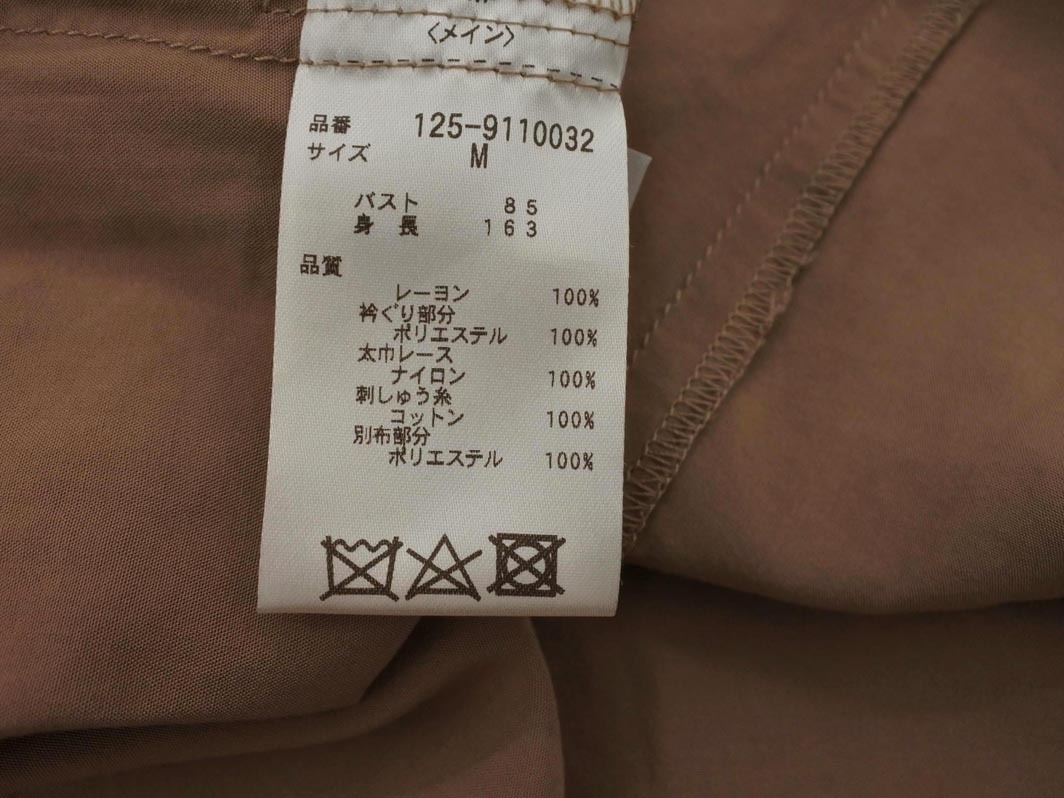 〈メイン〉
品番 125-9110032
サイズ M
バスト 85
身長 163
品質
レーヨン 100%
衿ぐり部分
ポリエステル 100%
太巾レース
ナイロン 100%
刺しゅう糸
コットン 100%
別布部分
ポリエステル 100%